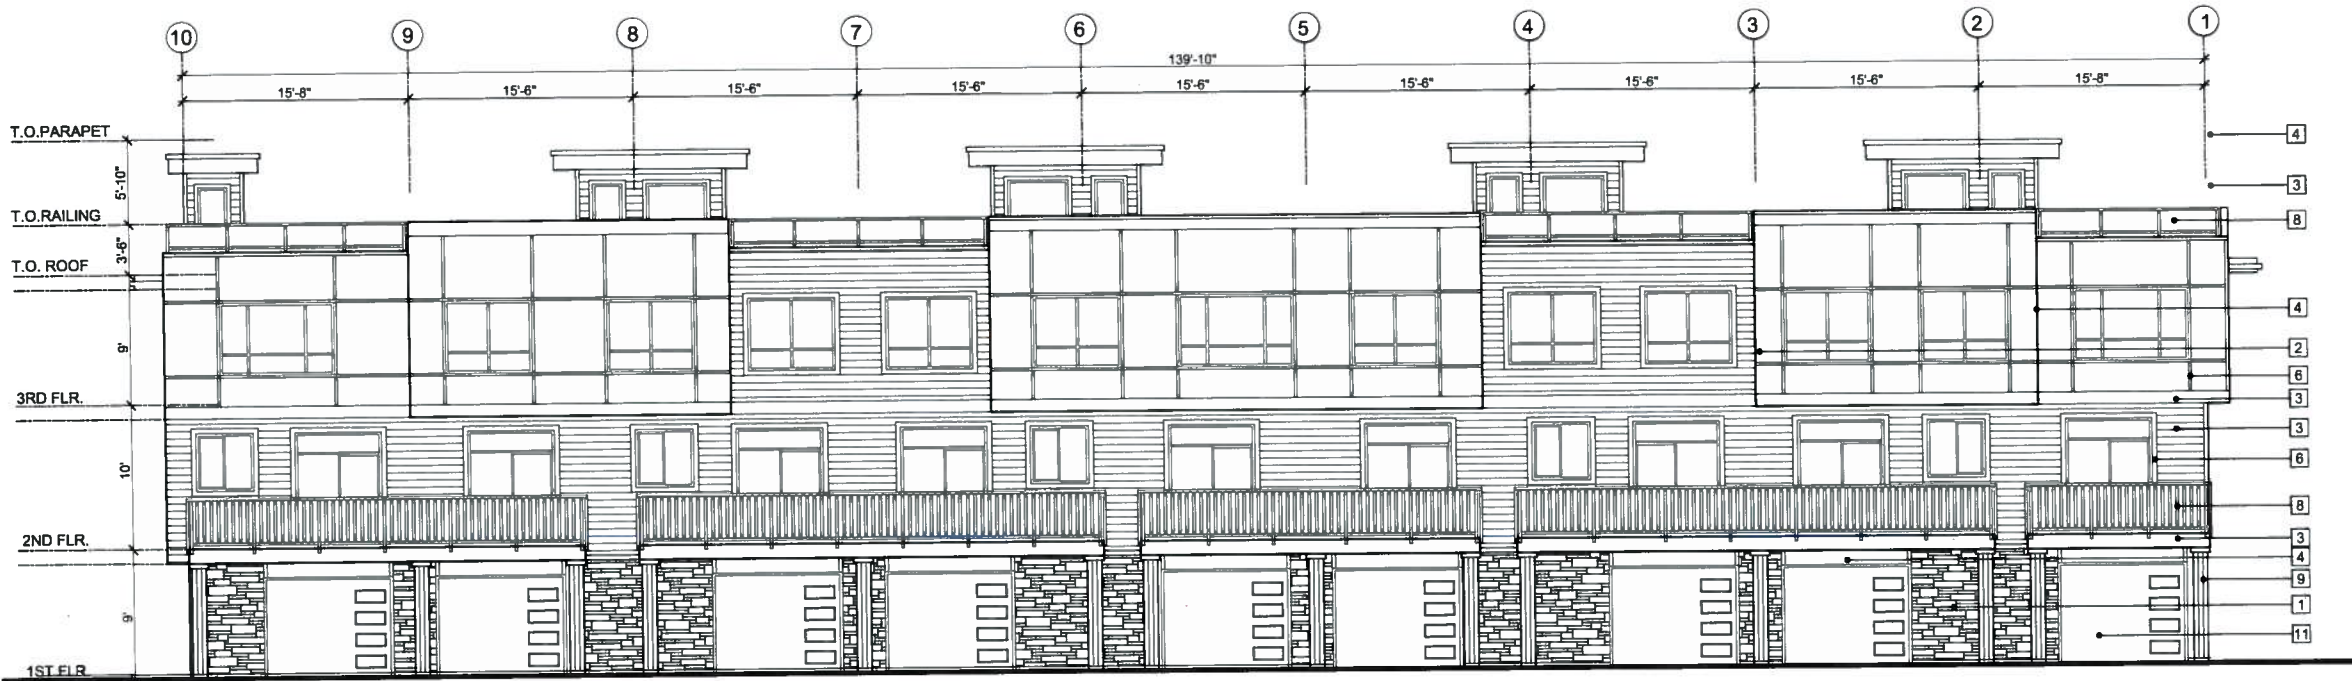 10 9 8 7 6 5 4 3 2 1
139'-10"
15'-8" 15'-6" 15'-6" 15'-6" 15'-6" 15'-6" 15'-6" 15'-6" 15'-8"
T.O.PARAPET
4
5'-10"
3
T.O.RAILING
8
3'-6"
T.O. ROOF
4
9'
2
6
3RD FLR.
3
3
10'
6
8
2ND FLR.
3
4
9
1
9'
11
1ST FLR